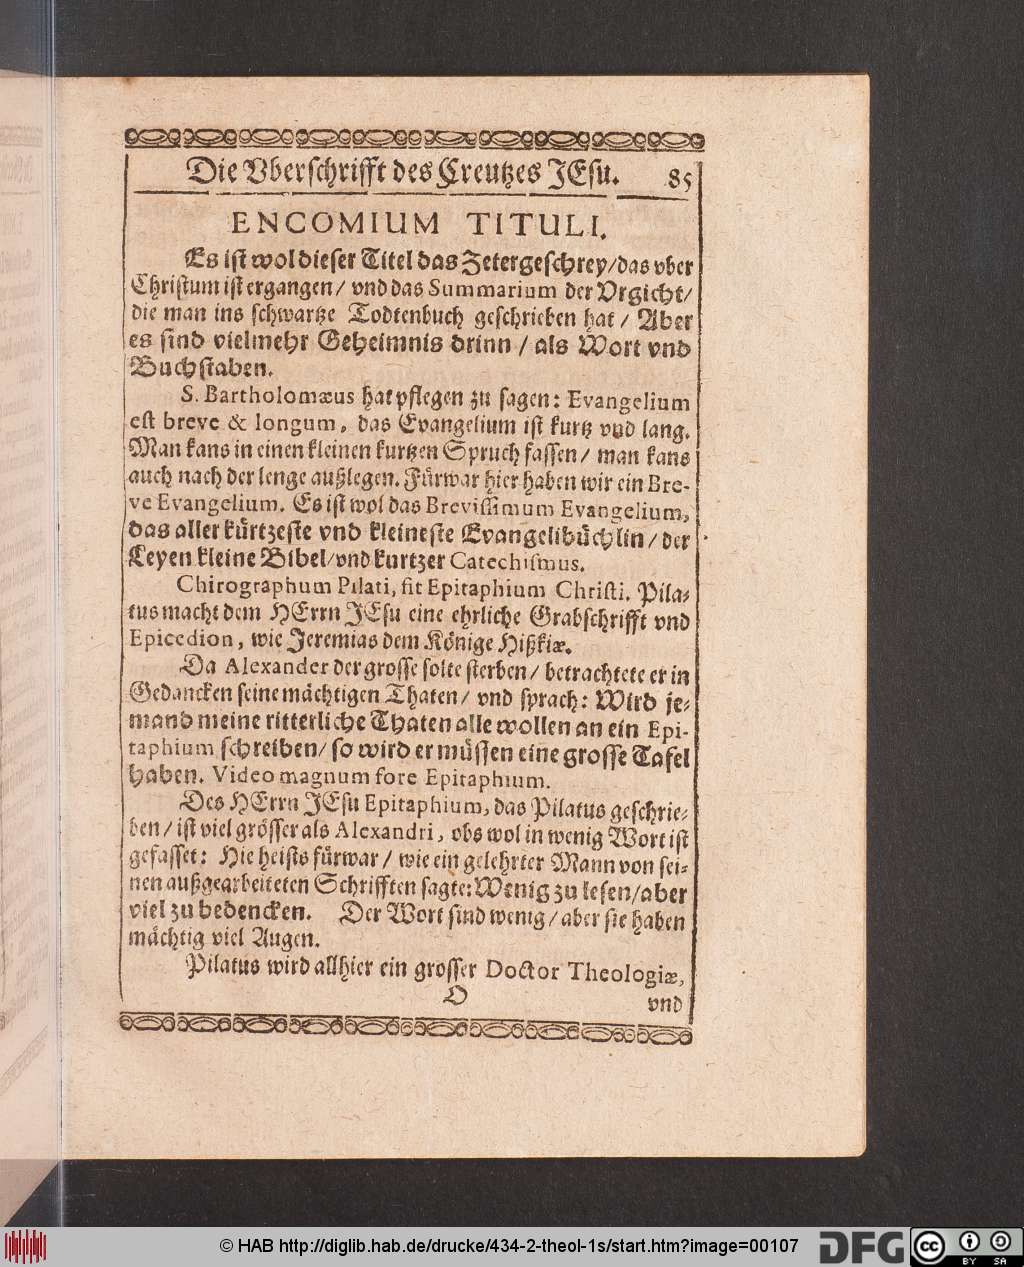 Die Vberschrifft des Creutzes JEsu. 85
ENCOMIUM TITULI.
Es ist wol dieser Titel das Zetergeschrey/das vber
Christum ist ergangen/ vnd das Summarium der Vrgicht/
die man ins schwartze Todtenbuch geschrieben hat/ Aber
es sind vielmehr Geheimnis drinn/ als Wort vnd
Buchstaben.
S. Bartholomæus hat pflegen zu sagen: Evangelium
est breve & longum, das Evangelium ist kurtz vnd lang.
Man kans in einen kleinen kurtzen Spruch fassen/ man kans
auch nach der lenge außlegen. Fürwar hier haben wir ein Bre-
ve Evangelium. Es ist wol das Brevissimum Evangelium,
das aller kürtzeste vnd kleineste Evangelibüchlin/ der
Leyen kleine Bibel/vnd kurtzer Catechismus.
Chirographum Pilati, fit Epitaphium Christi. Pila-
tus macht dem HErrn JEsu eine ehrliche Grabschrifft vnd
Epicedion, wie Jeremias dem Könige Hißkiæ.
Da Alexander der grosse solte sterben/ betrachtete er in
Gedancken seine mächtigen Thaten/ vnd sprach: Wird je-
mand meine ritterliche Thaten alle wollen an ein Epi-
taphium schreiben/ so wird er müssen eine grosse Tafel
haben. Video magnum fore Epitaphium.
Des HErrn JEsu Epitaphium, das Pilatus geschrie-
ben/ ist viel grösser als Alexandri, obs wol in wenig Wort ist
gefasset: Hie heists fürwar/ wie ein gelehrter Mann von sei-
nen außgearbeiteten Schrifften sagte: Wenig zu lesen/aber
viel zu bedencken. Der Wort sind wenig/ aber sie haben
mächtig viel Augen.
Pilatus wird allhier ein grosser Doctor Theologiæ,
O vnd
© HAB http://diglib.hab.de/drucke/434-2-theol-1s/start.htm?image=00107 DFG cc BY SA